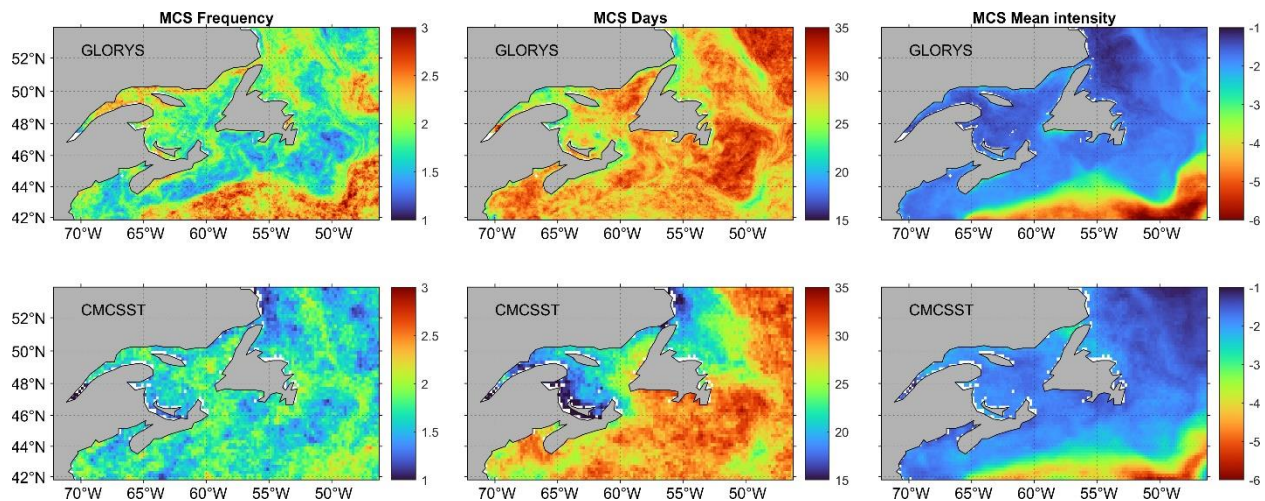 MCS Frequency MCS Days MCS Mean intensity
52°N GLORYS 3 GLORYS 35 GLORYS -1
50°N 2.5 30 -2
48°N 2 25 -3
46°N -4
44°N 1.5 20 -5
42°N 1 15 -6
70°W 65°W 60°W 55°W 50°W 70°W 65°W 60°W 55°W 50°W 70°W 65°W 60°W 55°W 50°W
52°N CMCSST 3 CMCSST 35 CMCSST -1
50°N 2.5 30 -2
48°N 2 25 -3
46°N -4
44°N 1.5 20 -5
42°N 1 15 -6
70°W 65°W 60°W 55°W 50°W 70°W 65°W 60°W 55°W 50°W 70°W 65°W 60°W 55°W 50°W